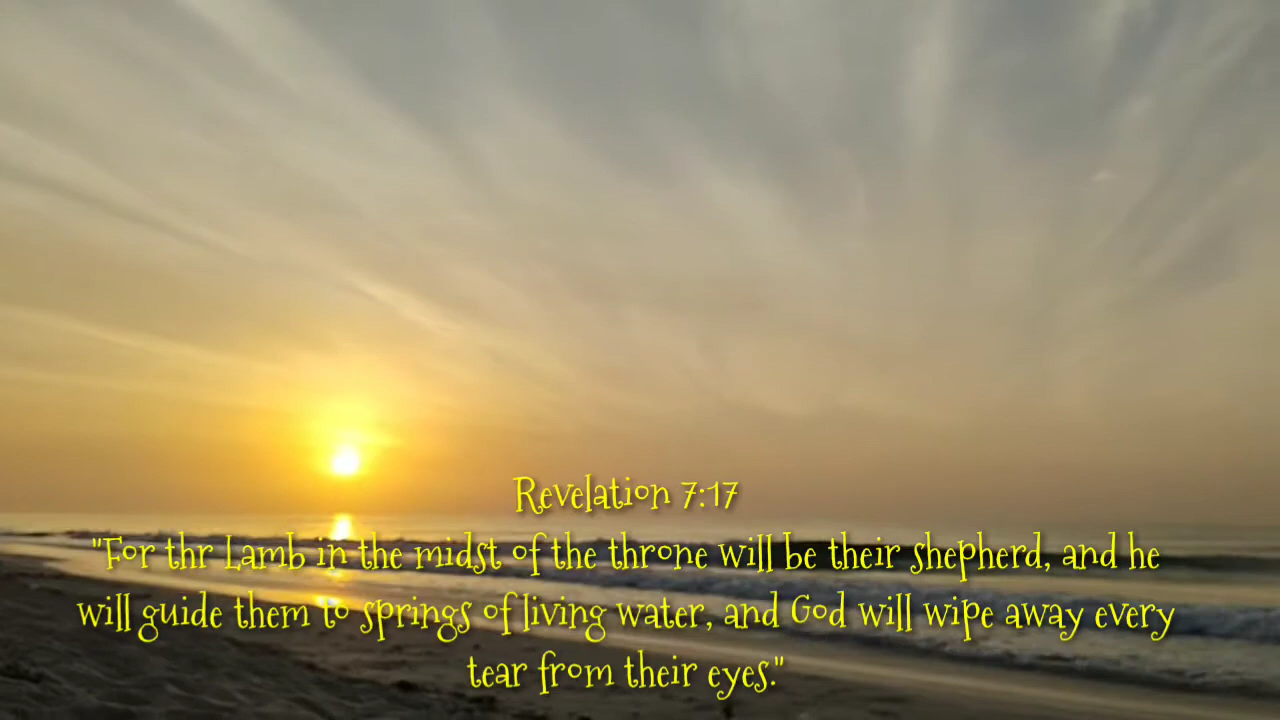 Revelation 7:17
"For thr Lamb in the midst of the throne will be their shepherd, and he
will guide them to springs of living water, and God will wipe away every
tear from their eyes."